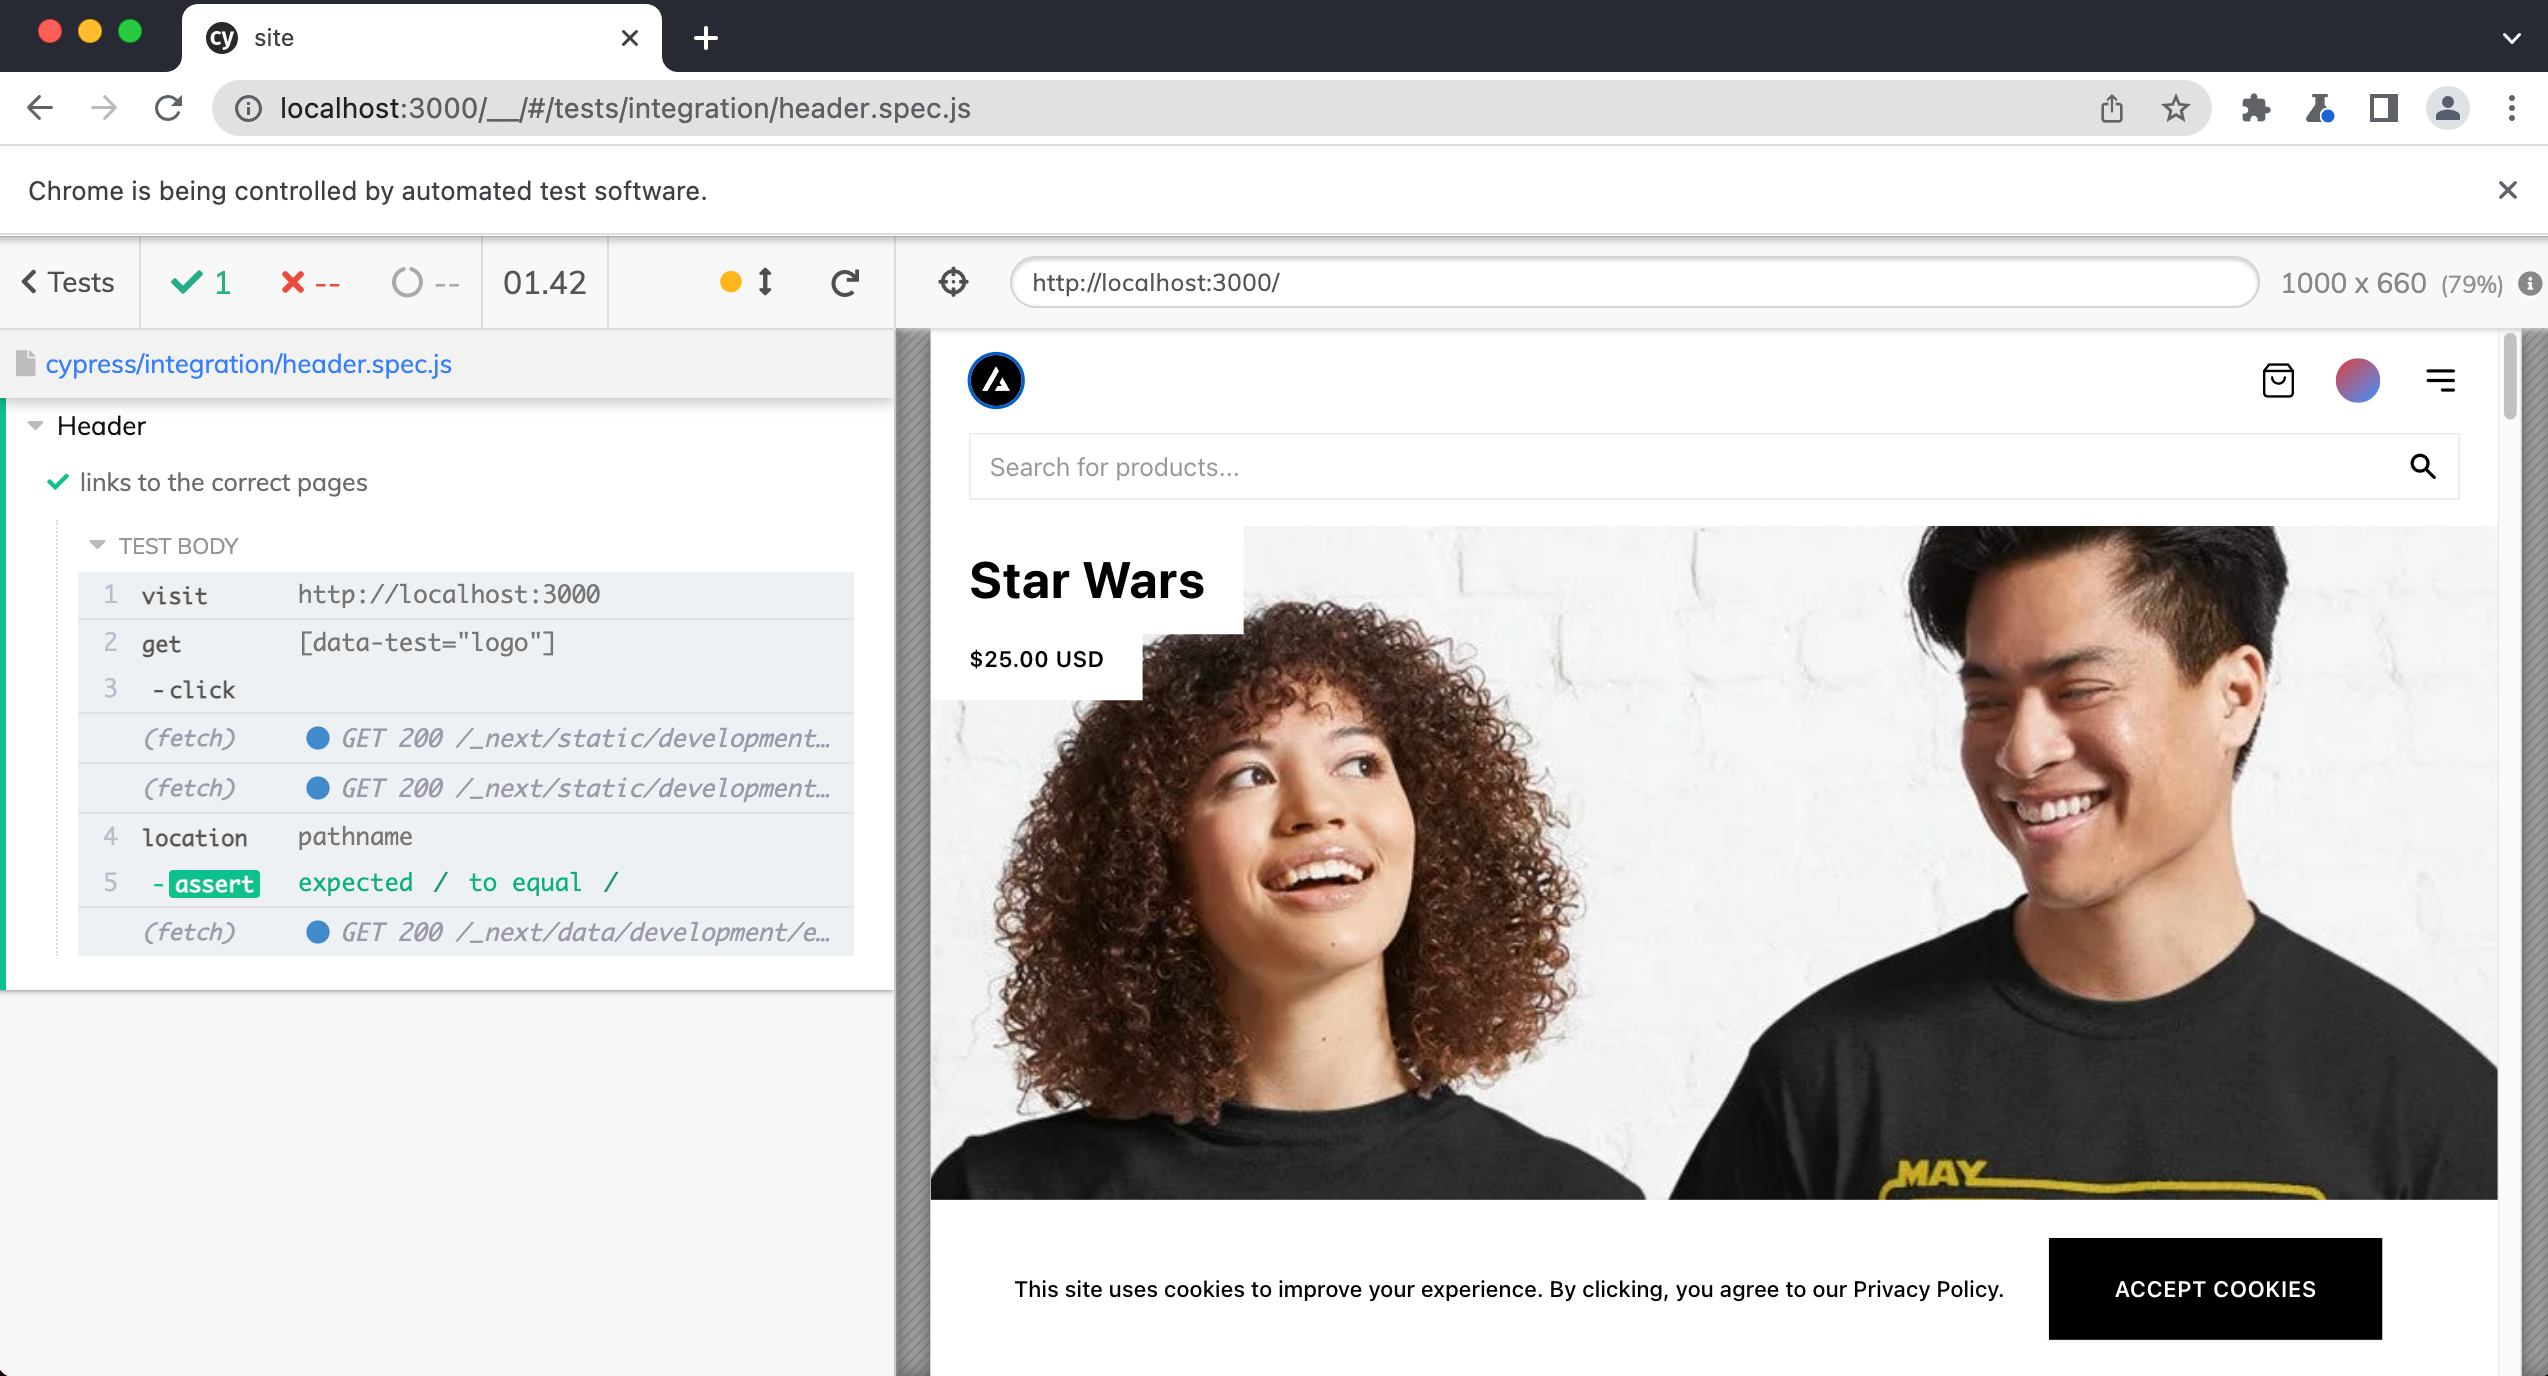 cy site
localhost:3000/__/#/tests/integration/header.spec.js
Chrome is being controlled by automated test software.
Tests 1 -- -- 01.42
http://localhost:3000/ 1000 x 660 (79%)
cypress/integration/header.spec.js
Header
links to the correct pages
TEST BODY
1 visit http://localhost:3000
2 get [data-test="logo"]
3 -click
(fetch) GET 200 /_next/static/development…
(fetch) GET 200 /_next/static/development…
4 location pathname
5 -assert expected / to equal /
(fetch) GET 200 /_next/data/development/e…
Search for products...
Star Wars
$25.00 USD
MAY
This site uses cookies to improve your experience. By clicking, you agree to our Privacy Policy.
ACCEPT COOKIES